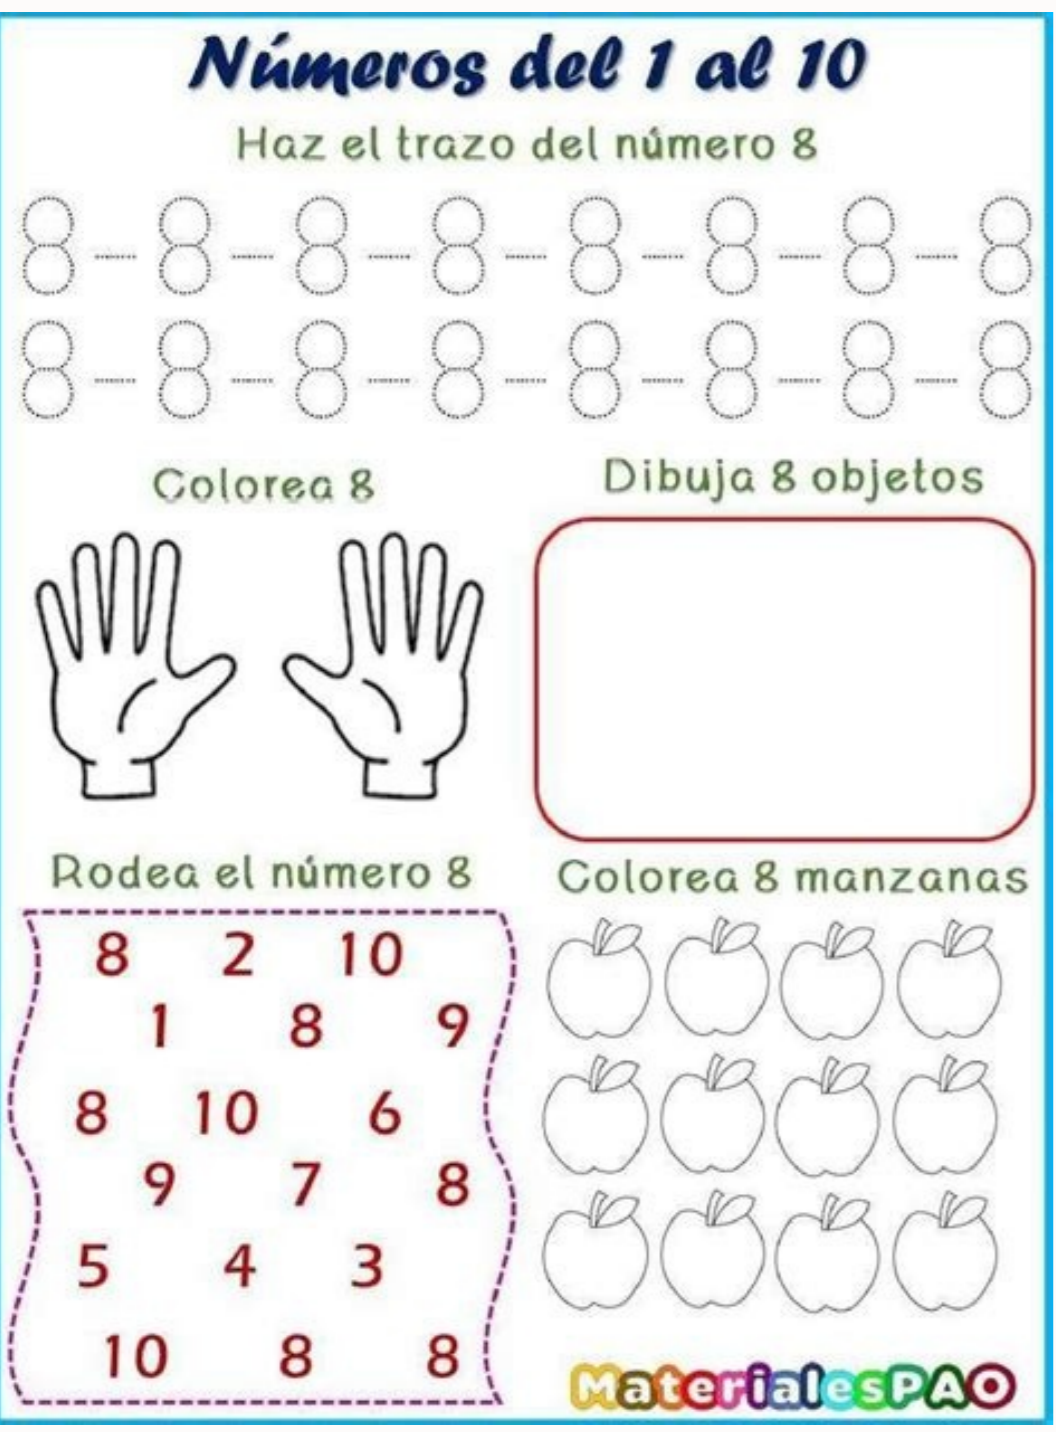 Números del 1 al 10
Haz el trazo del número 8
8 - 8 - 8 - 8 - 8 - 8 - 8 - 8
8 - 8 - 8 - 8 - 8 - 8 - 8 - 8
Colorea 8
Dibuja 8 objetos
Rodea el número 8
8 2 10
1 8 9
8 10 6
9 7 8
5 4 3
10 8 8
Colorea 8 manzanas
MaterialesPAO